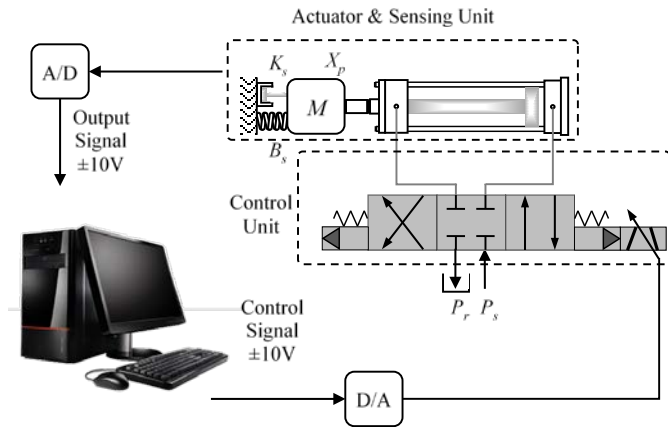 Actuator & Sensing Unit
A/D
K_s
X_p
M
B_s
Output
Signal
±10V
Control
Unit
P_r P_s
Control
Signal
±10V
D/A